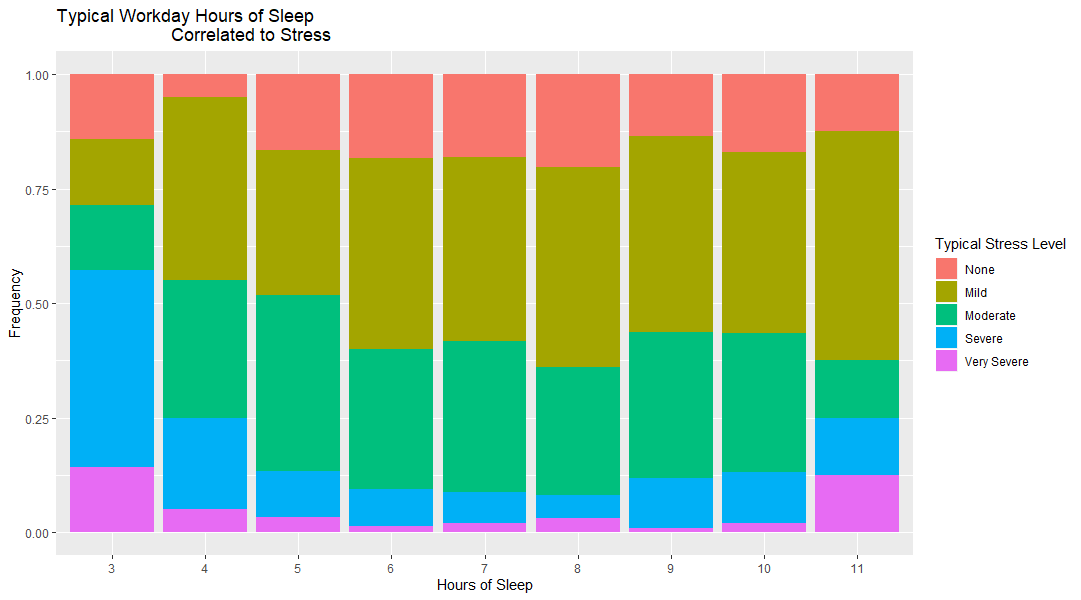 Typical Workday Hours of Sleep
Correlated to Stress
Frequency
1.00
0.75
0.50
0.25
0.00
3 4 5 6 7 8 9 10 11
Hours of Sleep
Typical Stress Level
None
Mild
Moderate
Severe
Very Severe